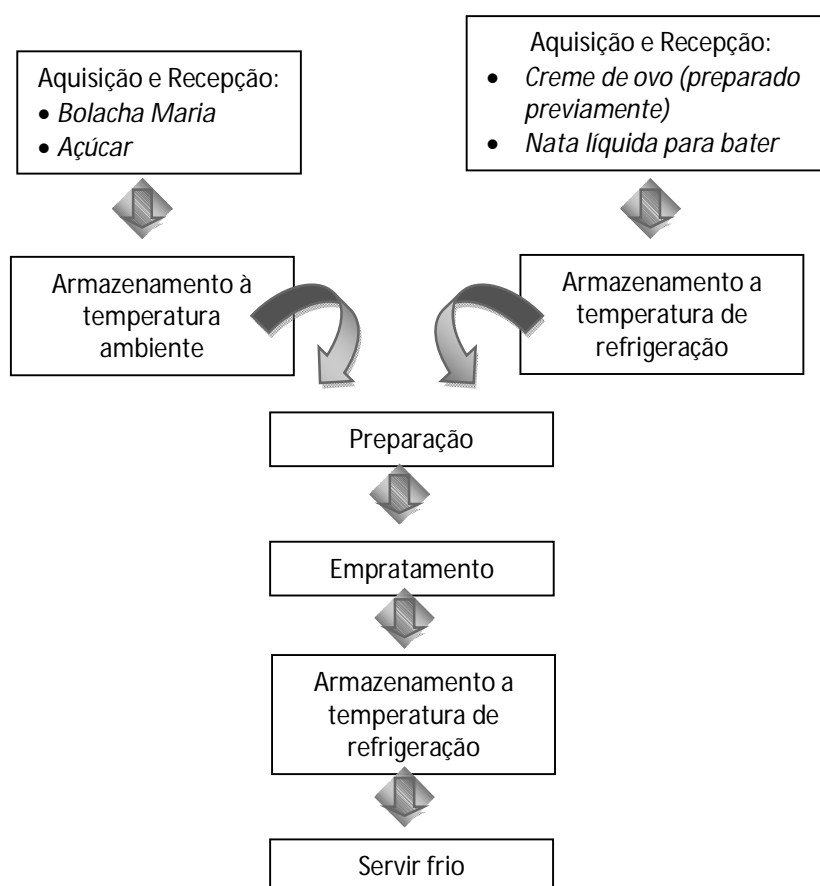 Aquisição e Recepção:
• Bolacha Maria
• Açúcar
Aquisição e Recepção:
• Creme de ovo (preparado
previamente)
• Nata líquida para bater
Armazenamento à
temperatura
ambiente
Armazenamento a
temperatura de
refrigeração
Preparação
Empratamento
Armazenamento a
temperatura de
refrigeração
Servir frio